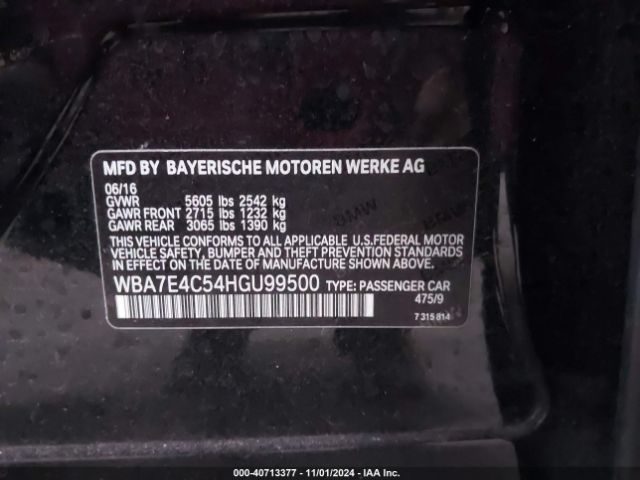 MFD BY BAYERISCHE MOTOREN WERKE AG
06/16
GVWR 5605 lbs 2542 kg
GAWR FRONT 2715 lbs 1232 kg
GAWR REAR 3065 lbs 1390 kg
THIS VEHICLE CONFORMS TO ALL APPLICABLE U.S.FEDERAL MOTOR
VEHICLE SAFETY, BUMPER, AND THEFT PREVENTION STANDARDS
IN EFFECT ON THE DATE OF MANUFACTURE SHOWN ABOVE.
WBA7E4C54HGU99500 TYPE: PASSENGER CAR
475/9
7 315 814
BMW
000-40713377 - 11/01/2024 - IAA Inc.